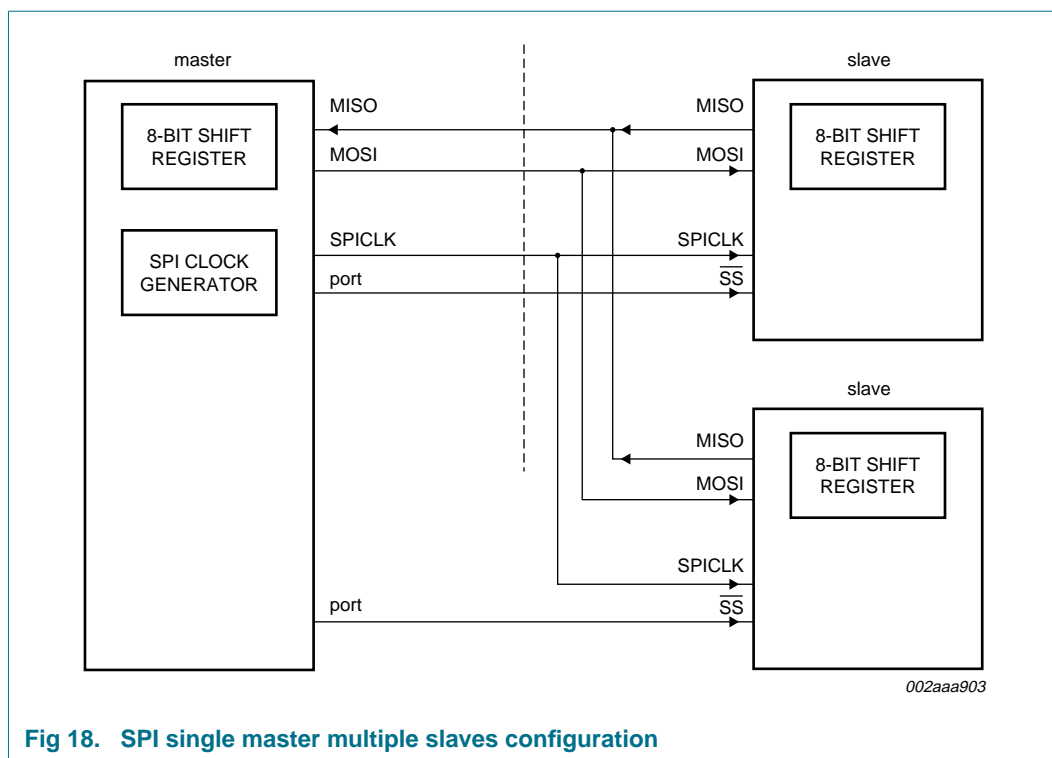 master
slave
8-BIT SHIFT
REGISTER
MISO
MISO
8-BIT SHIFT
REGISTER
MOSI
MOSI
SPI CLOCK
GENERATOR
SPICLK
SPICLK
port
SS
slave
MISO
8-BIT SHIFT
REGISTER
MOSI
SPICLK
port
SS
002aaa903
Fig 18. SPI single master multiple slaves configuration